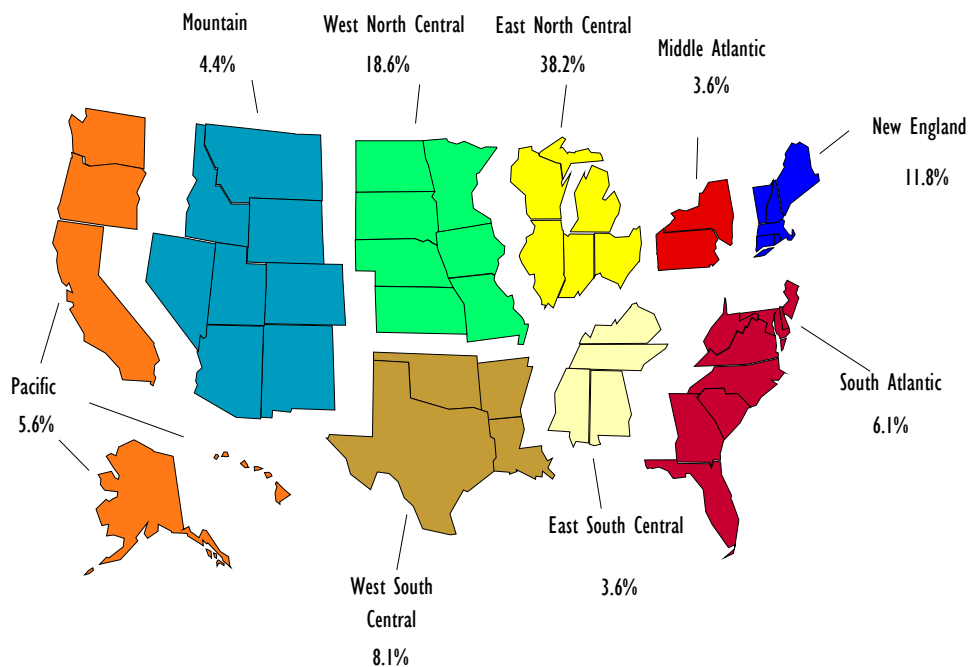 Mountain
4.4%
West North Central
18.6%
East North Central
38.2%
Middle Atlantic
3.6%
New England
11.8%
Pacific
5.6%
South Atlantic
6.1%
East South Central
3.6%
West South
Central
8.1%